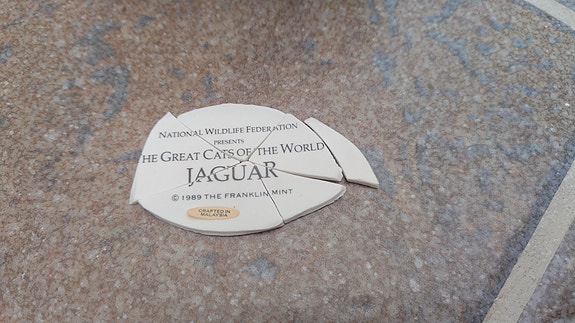 NATIONAL WILDLIFE FEDERATION
PRESENTS
HE GREAT CATS OF THE WORLD
JAGUAR
© 1989 THE FRANKLIN MINT
CRAFTED IN
MALAYSIA